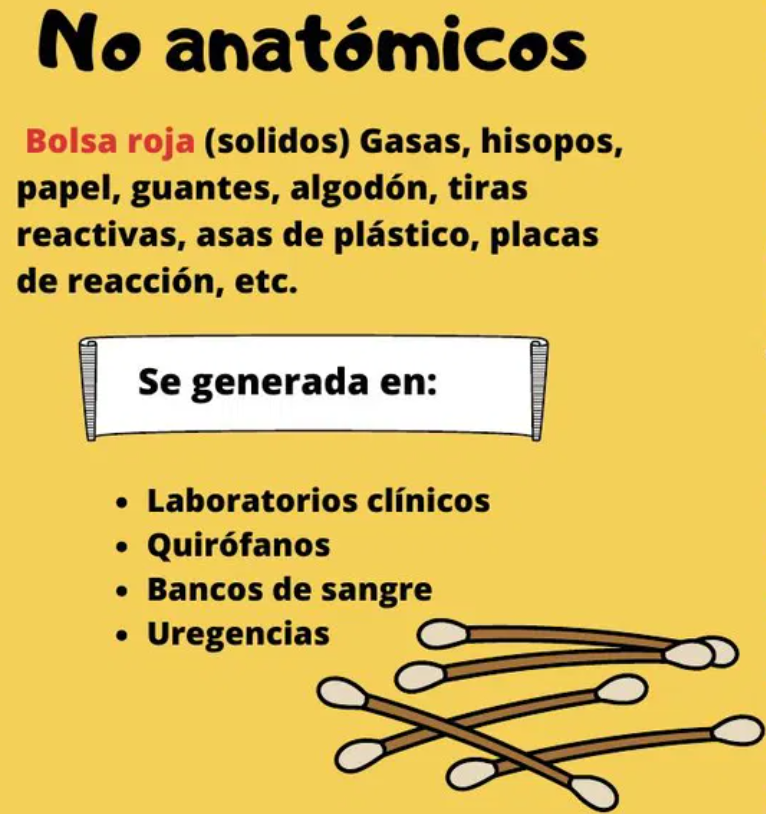 No anatómicos
Bolsa roja (solidos) Gasas, hisopos,
papel, guantes, algodón, tiras
reactivas, asas de plástico, placas
de reacción, etc.
Se generada en:
• Laboratorios clínicos
• Quirófanos
• Bancos de sangre
• Uregencias